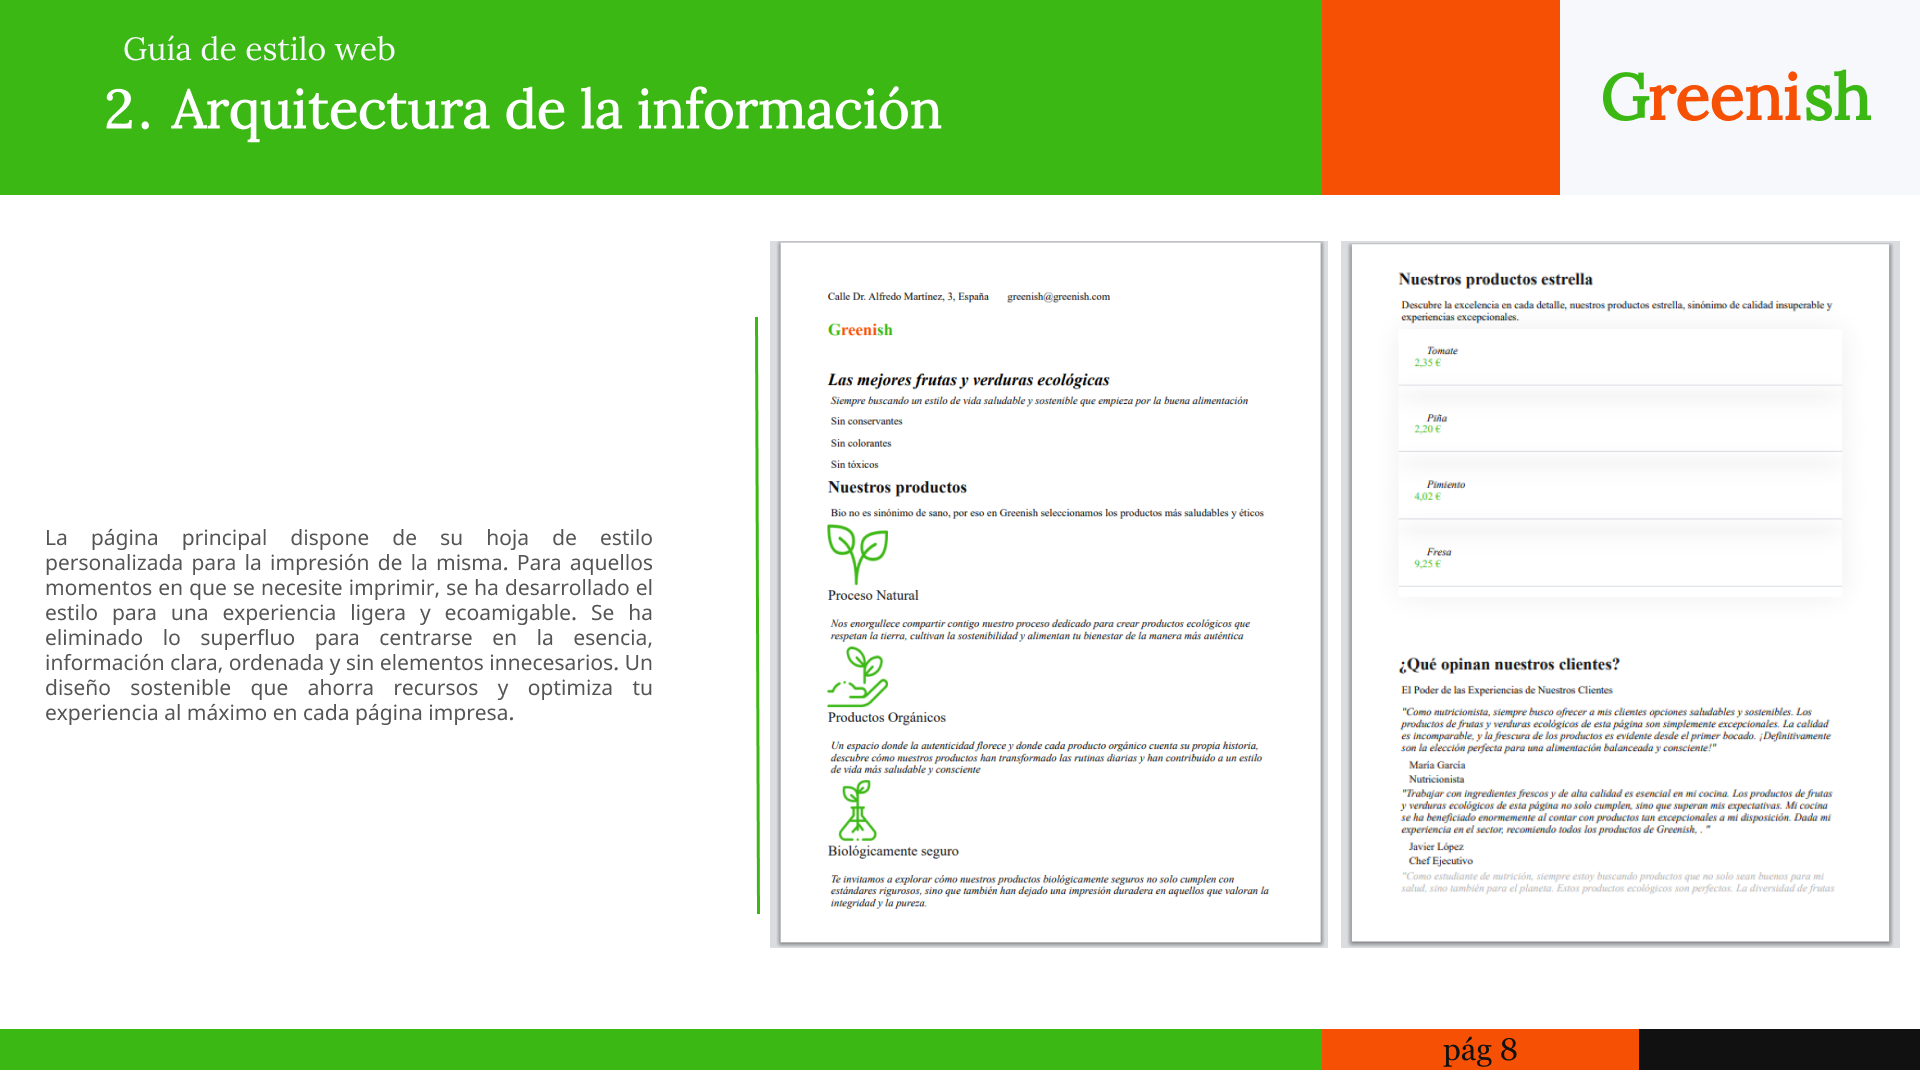 Guía de estilo web
2. Arquitectura de la información
Greenish
La página principal dispone de su hoja de estilo
personalizada para la impresión de la misma. Para aquellos
momentos en que se necesite imprimir, se ha desarrollado el
estilo para una experiencia ligera y ecoamigable. Se ha
eliminado lo superfluo para centrarse en la esencia,
información clara, ordenada y sin elementos innecesarios. Un
diseño sostenible que ahorra recursos y optimiza tu
experiencia al máximo en cada página impresa.
Calle Dr. Alfredo Martínez, 3, España greenish@greenish.com
Greenish
Las mejores frutas y verduras ecológicas
Siempre buscando un estilo de vida saludable y sostenible que empieza por la buena alimentación
Sin conservantes
Sin colorantes
Sin tóxicos
Nuestros productos
Bio no es sinónimo de sano, por eso en Greenish seleccionamos los productos más saludables y éticos
Proceso Natural
Nos enorgullece compartir contigo nuestro proceso dedicado para crear productos ecológicos que
respetan la tierra, cultivan la sostenibilidad y alimentan tu bienestar de la manera más auténtica
Productos Orgánicos
Un espacio donde la autenticidad florece y donde cada producto orgánico cuenta su propia historia,
descubre cómo nuestros productos han transformado las rutinas diarias y han contribuido a un estilo
de vida más saludable y consciente
Biológicamente seguro
Te invitamos a explorar cómo nuestros productos biológicamente seguros no solo cumplen con
estándares rigurosos, sino que también han dejado una impresión duradera en aquellos que valoran la
integridad y la pureza.
Nuestros productos estrella
Descubre la excelencia en cada detalle, nuestros productos estrella, sinónimo de calidad insuperable y
experiencias excepcionales.
Tomate
2,35 €
Piña
2,20 €
Pimiento
4,02 €
Fresa
9,25 €
¿Qué opinan nuestros clientes?
El Poder de las Experiencias de Nuestros Clientes
"Como nutricionista, siempre busco ofrecer a mis clientes opciones saludables y sostenibles. Los
productos de frutas y verduras ecológicos de esta página son simplemente excepcionales. La calidad
es incomparable, y la frescura de los productos es evidente desde el primer bocado. ¡Definitivamente
son la elección perfecta para una alimentación balanceada y consciente!"
María García
Nutricionista
"Trabajar con ingredientes frescos y de alta calidad es esencial en mi cocina. Los productos de frutas
y verduras ecológicos de esta página no solo cumplen, sino que superan mis expectativas. Mi cocina
se ha beneficiado enormemente al contar con productos tan excepcionales a mi disposición. Dada mi
experiencia en el sector, recomiendo todos los productos de Greenish, . "
Javier López
Chef Ejecutivo
"Como estudiante de nutrición, siempre estoy buscando productos que no solo sean buenos para mi
salud, sino también para el planeta. Estos productos ecológicos son perfectos. La diversidad de frutas
pág 8